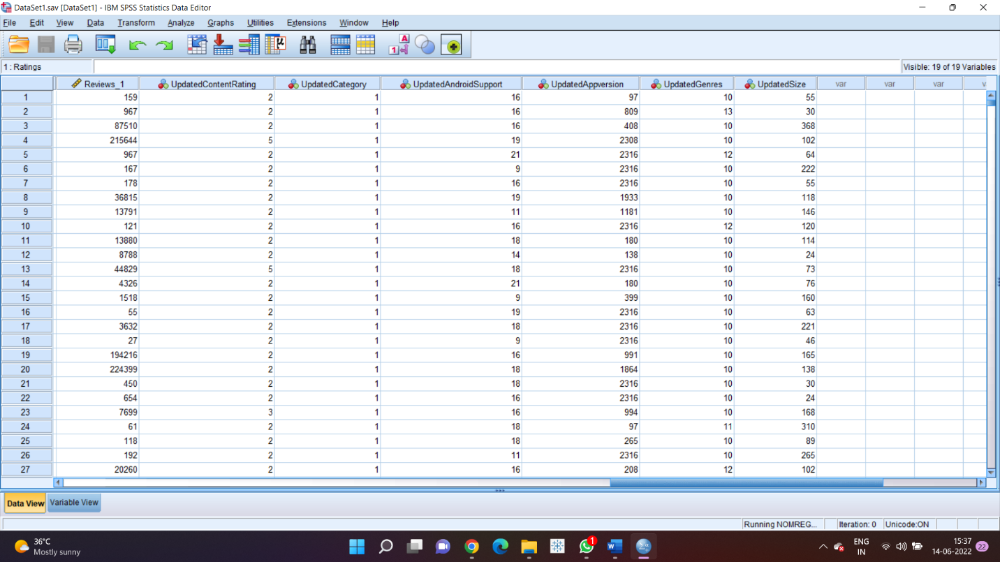 DataSet1.sav [DataSet1] - IBM SPSS Statistics Data Editor
File Edit View Data Transform Analyze Graphs Utilities Extensions Window Help
1 : Ratings Visible: 19 of 19 Variables
Reviews_1 UpdatedContentRating UpdatedCategory UpdatedAndroidSupport UpdatedAppversion UpdatedGenres UpdatedSize var var var v
1 159 2 1 16 97 10 55
2 967 2 1 16 809 13 30
3 87510 2 1 16 408 10 368
4 215644 5 1 19 2308 10 102
5 967 2 1 21 2316 12 64
6 167 2 1 9 2316 10 222
7 178 2 1 16 2316 10 55
8 36815 2 1 19 1933 10 118
9 13791 2 1 11 1181 10 146
10 121 2 1 16 2316 12 120
11 13880 2 1 18 180 10 114
12 8788 2 1 14 138 10 24
13 44829 5 1 18 2316 10 73
14 4326 2 1 21 180 10 76
15 1518 2 1 9 399 10 160
16 55 2 1 19 2316 10 63
17 3632 2 1 18 2316 10 221
18 27 2 1 9 2316 10 46
19 194216 2 1 16 991 10 165
20 224399 2 1 18 1864 10 138
21 450 2 1 18 2316 10 30
22 654 2 1 16 2316 10 24
23 7699 3 1 16 994 10 168
24 61 2 1 18 97 11 310
25 118 2 1 18 265 10 89
26 192 2 1 11 2316 10 265
27 20260 2 1 16 208 12 102
Data View Variable View
Running NOMREG... Iteration: 0 Unicode:ON
36°C
Mostly sunny
1
ENG
IN
15:37
14-06-2022
22